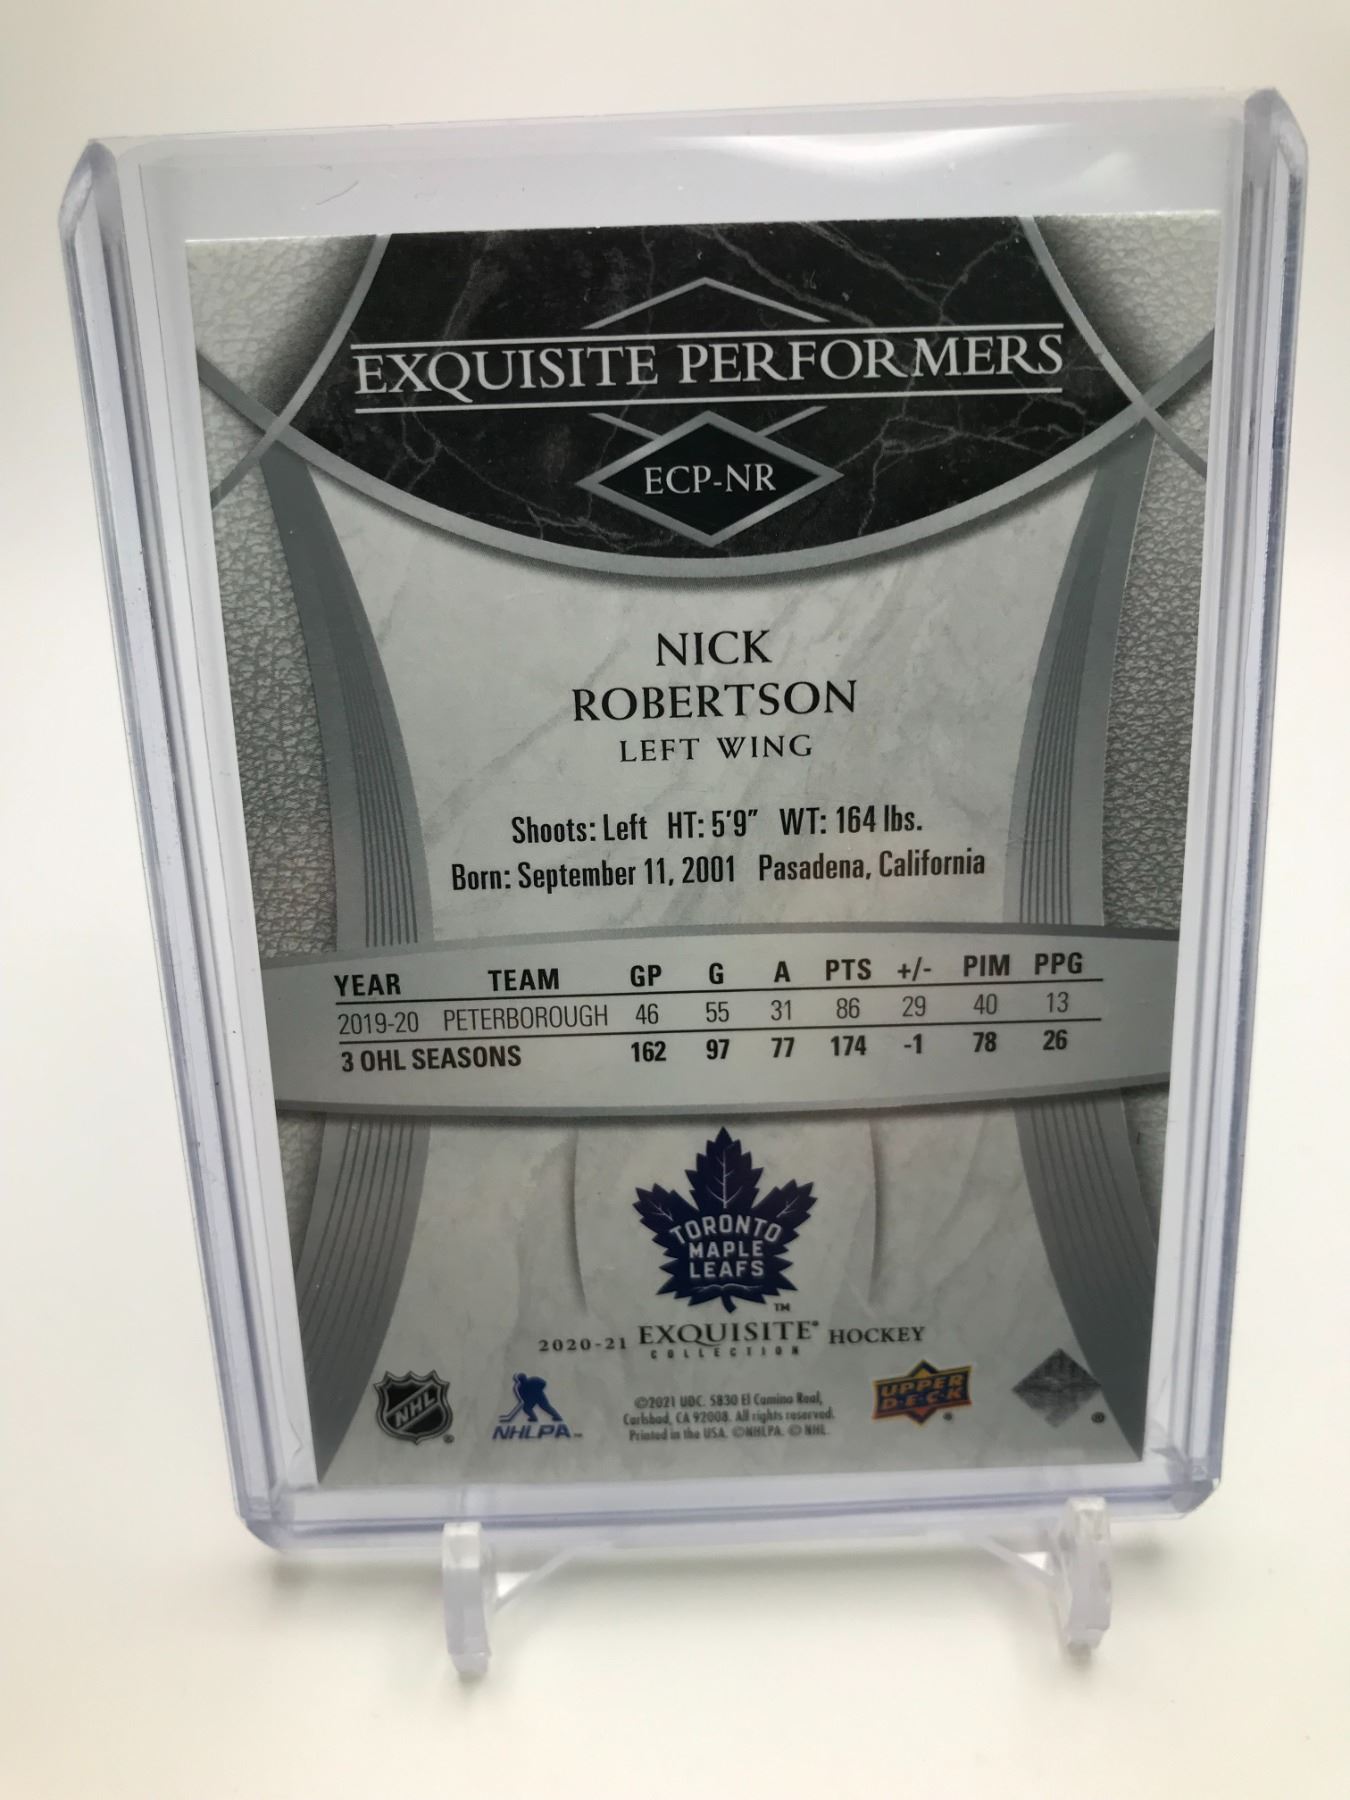 EXQUISITE PERFORMERS
ECP-NR
NICK
ROBERTSON
LEFT WING
Shoots: Left HT: 5'9" WT: 164 lbs.
Born: September 11, 2001 Pasadena, California
YEAR TEAM GP G A PTS +/- PIM PPG
2019-20 PETERBOROUGH 46 55 31 86 29 40 13
3 OHL SEASONS 162 97 77 174 -1 78 26
TORONTO
MAPLE
LEAFS
TM
2020-21 EXQUISITE® HOCKEY
COLLECTION
NHL
NHLPA™
©2021 UDC. 5830 El Camino Real,
Carlsbad, CA 92008. All rights reserved.
Printed in the USA. ©NHLPA. © NHL.
UPPER
DECK